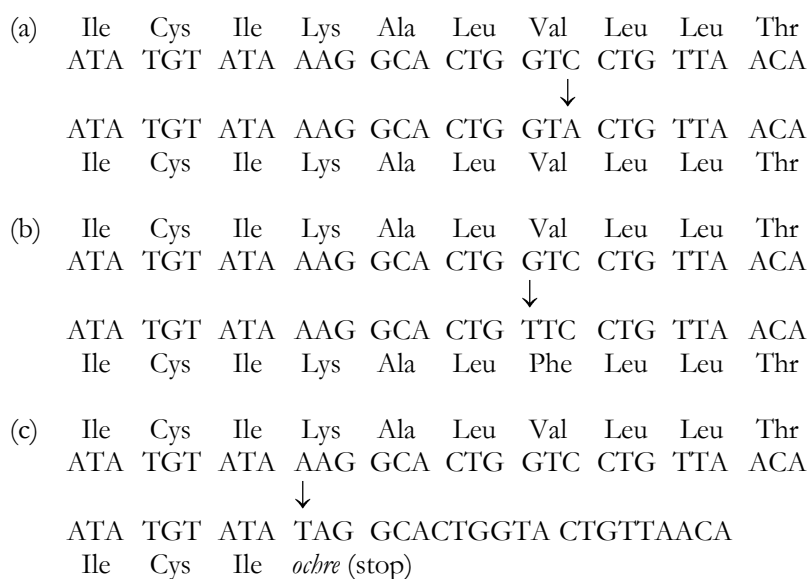 (a) Ile Cys Ile Lys Ala Leu Val Leu Leu Thr
ATA TGT ATA AAG GCA CTG GTC CTG TTA ACA
↓
ATA TGT ATA AAG GCA CTG GTA CTG TTA ACA
Ile Cys Ile Lys Ala Leu Val Leu Leu Thr
(b) Ile Cys Ile Lys Ala Leu Val Leu Leu Thr
ATA TGT ATA AAG GCA CTG GTC CTG TTA ACA
↓
ATA TGT ATA AAG GCA CTG TTC CTG TTA ACA
Ile Cys Ile Lys Ala Leu Phe Leu Leu Thr
(c) Ile Cys Ile Lys Ala Leu Val Leu Leu Thr
ATA TGT ATA AAG GCA CTG GTC CTG TTA ACA
↓
ATA TGT ATA TAG GCACTGGTA CTGTTAACA
Ile Cys Ile ochre (stop)